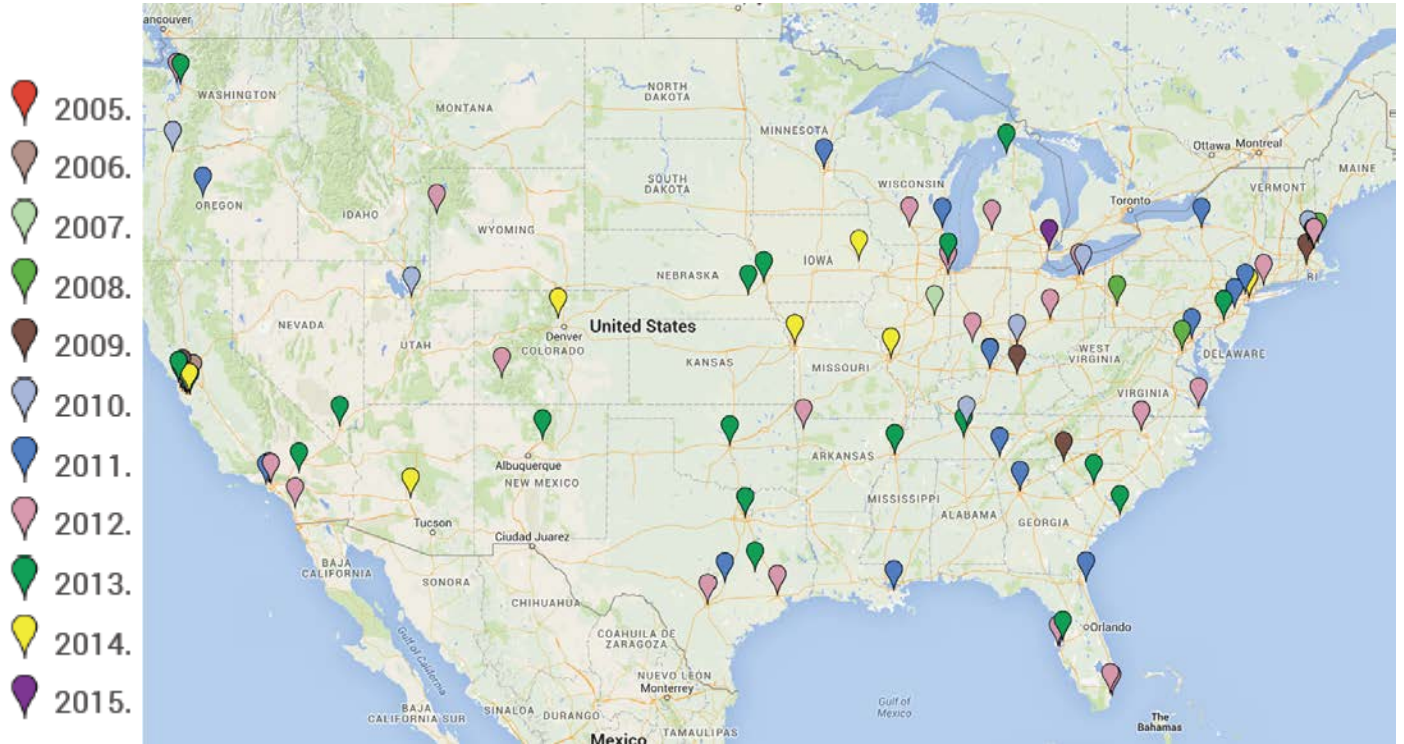 2005.
2006.
2007.
2008.
2009.
2010.
2011.
2012.
2013.
2014.
2015.
ancouver
WASHINGTON
MONTANA
NORTH
DAKOTA
MINNESOTA
Ottawa
Montreal
MAINE
VERMONT
SOUTH
DAKOTA
WISCONSIN
Toronto
OREGON
IDAHO
WYOMING
IOWA
NEBRASKA
RI
NEVADA
UTAH
Denver
COLORADO
United States
KANSAS
MISSOURI
WEST
VIRGINIA
DELAWARE
VIRGINIA
Albuquerque
NEW MEXICO
ARKANSAS
MISSISSIPPI
ALABAMA
GEORGIA
Tucson
Ciudad Juarez
BAJA
CALIFORNIA
SONORA
CHIHUAHUA
COAHUILA DE
ZARAGOZA
Gulf of California
Orlando
NUEVO LEON
Monterrey
BAJA
CALIFORNIA SUR
SINALOA
DURANGO
TAMAULIPAS
Gulf of
Mexico
The
Bahamas
Mexico